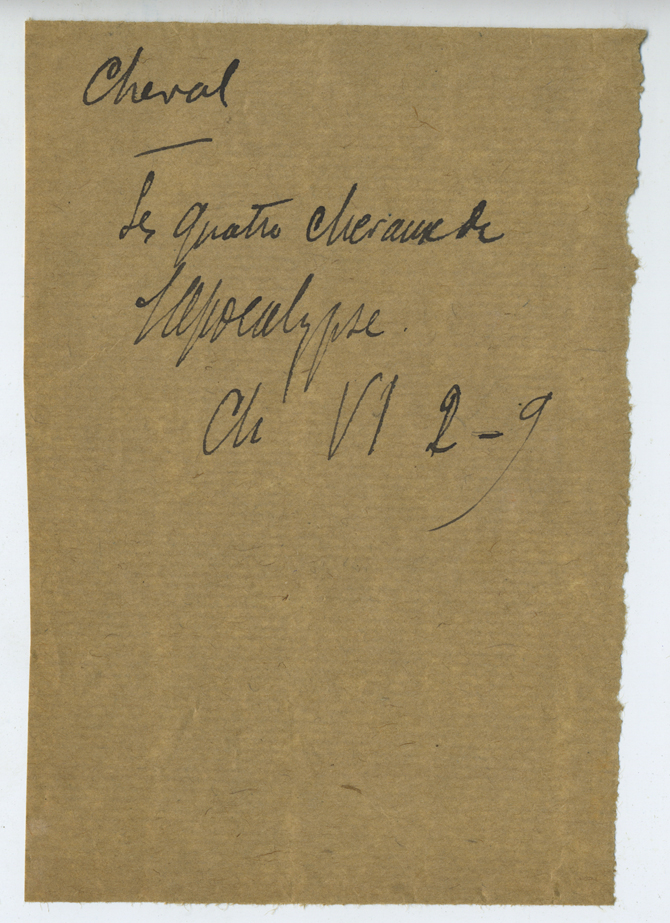 Cheval
—
Les quatre chevaux de
l'Apocalypse.
Ch VI 2-9